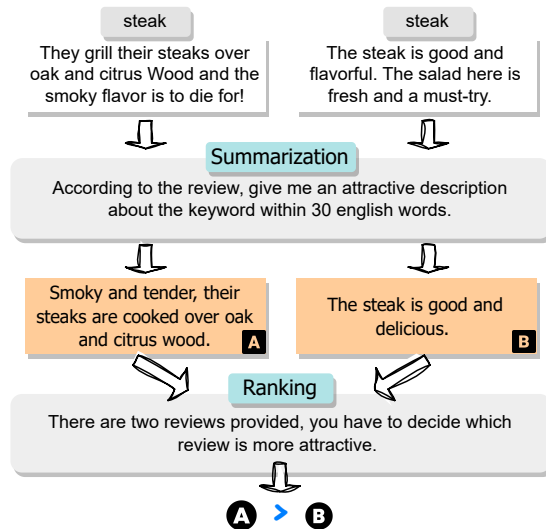 steak
They grill their steaks over
oak and citrus Wood and the
smoky flavor is to die for!
steak
The steak is good and
flavorful. The salad here is
fresh and a must-try.
Summarization
According to the review, give me an attractive description
about the keyword within 30 english words.
Smoky and tender, their
steaks are cooked over oak
and citrus wood.
A
The steak is good and
delicious.
B
Ranking
There are two reviews provided, you have to decide which
review is more attractive.
A > B